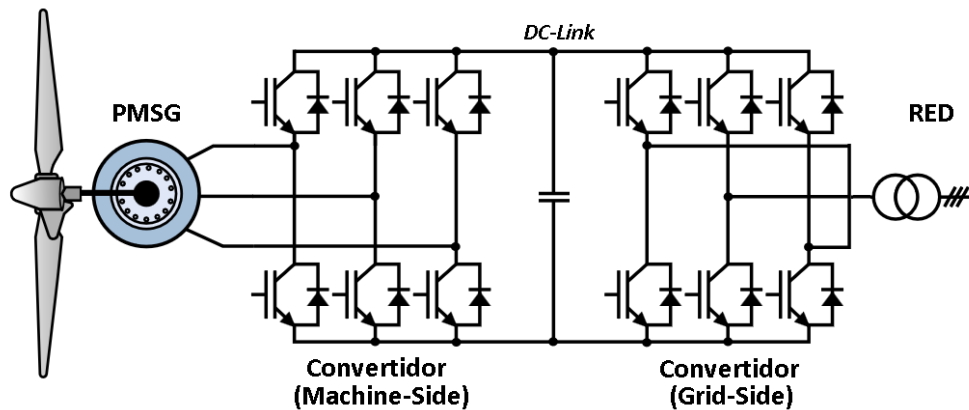 DC-Link
PMSG
RED
Convertidor
(Machine-Side)
Convertidor
(Grid-Side)